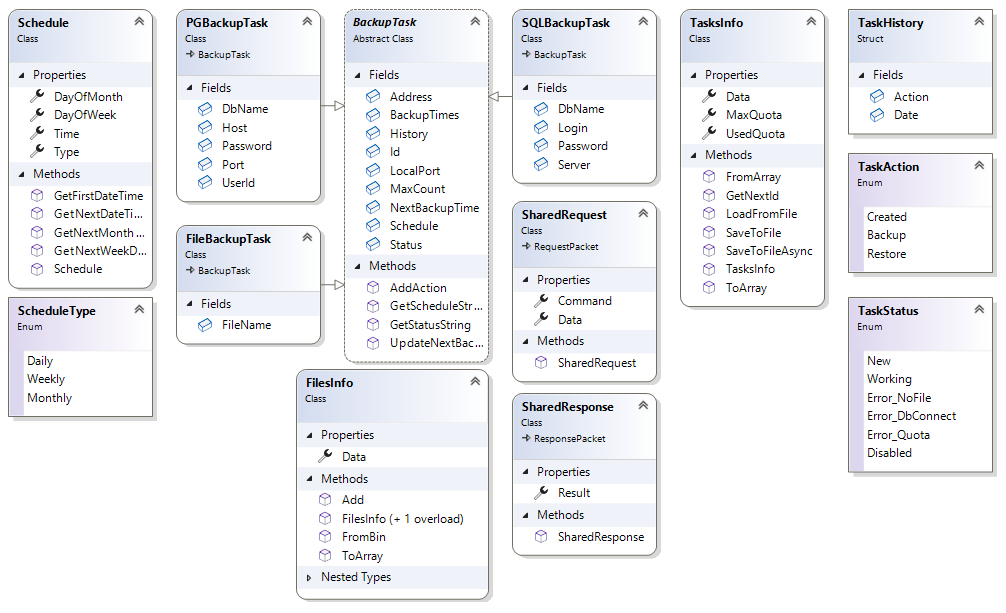 Schedule
Class
Properties
DayOfMonth
DayOfWeek
Time
Type
Methods
GetFirstDateTime
GetNextDateTi...
GetNextMonth ...
GetNextWeekD...
Schedule
ScheduleType
Enum
Daily
Weekly
Monthly
PGBackupTask
Class
BackupTask
Fields
DbName
Host
Password
Port
UserId
FileBackupTask
Class
BackupTask
Fields
FileName
BackupTask
Abstract Class
Fields
Address
BackupTimes
History
Id
LocalPort
MaxCount
NextBackupTime
Schedule
Status
Methods
AddAction
GetScheduleStr...
GetStatusString
UpdateNextBac...
FilesInfo
Class
Properties
Data
Methods
Add
FilesInfo (+ 1 overload)
FromBin
ToArray
Nested Types
SQLBackupTask
Class
BackupTask
Fields
DbName
Login
Password
Server
SharedRequest
Class
RequestPacket
Properties
Command
Data
Methods
SharedRequest
SharedResponse
Class
ResponsePacket
Properties
Result
Methods
SharedResponse
TasksInfo
Class
Properties
Data
MaxQuota
UsedQuota
Methods
FromArray
GetNextId
LoadFromFile
SaveToFile
SaveToFileAsync
TasksInfo
ToArray
TaskHistory
Struct
Fields
Action
Date
TaskAction
Enum
Created
Backup
Restore
TaskStatus
Enum
New
Working
Error_NoFile
Error_DbConnect
Error_Quota
Disabled